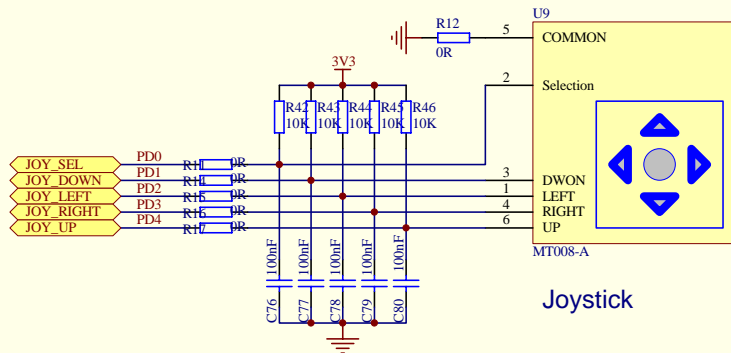 U9
R12
5
COMMON
0R
3V3
2
Selection
R42
R43
R44
R45
R46
10K
10K
10K
10K
10K
JOY_SEL
PD0
0R
JOY_DOWN
PD1
R14
0R
3
DWON
JOY_LEFT
PD2
R15
0R
1
LEFT
JOY_RIGHT
PD3
R16
0R
4
RIGHT
JOY_UP
PD4
R17
0R
6
UP
MT008-A
100nF
100nF
100nF
100nF
100nF
C76
C77
C78
C79
C80
Joystick